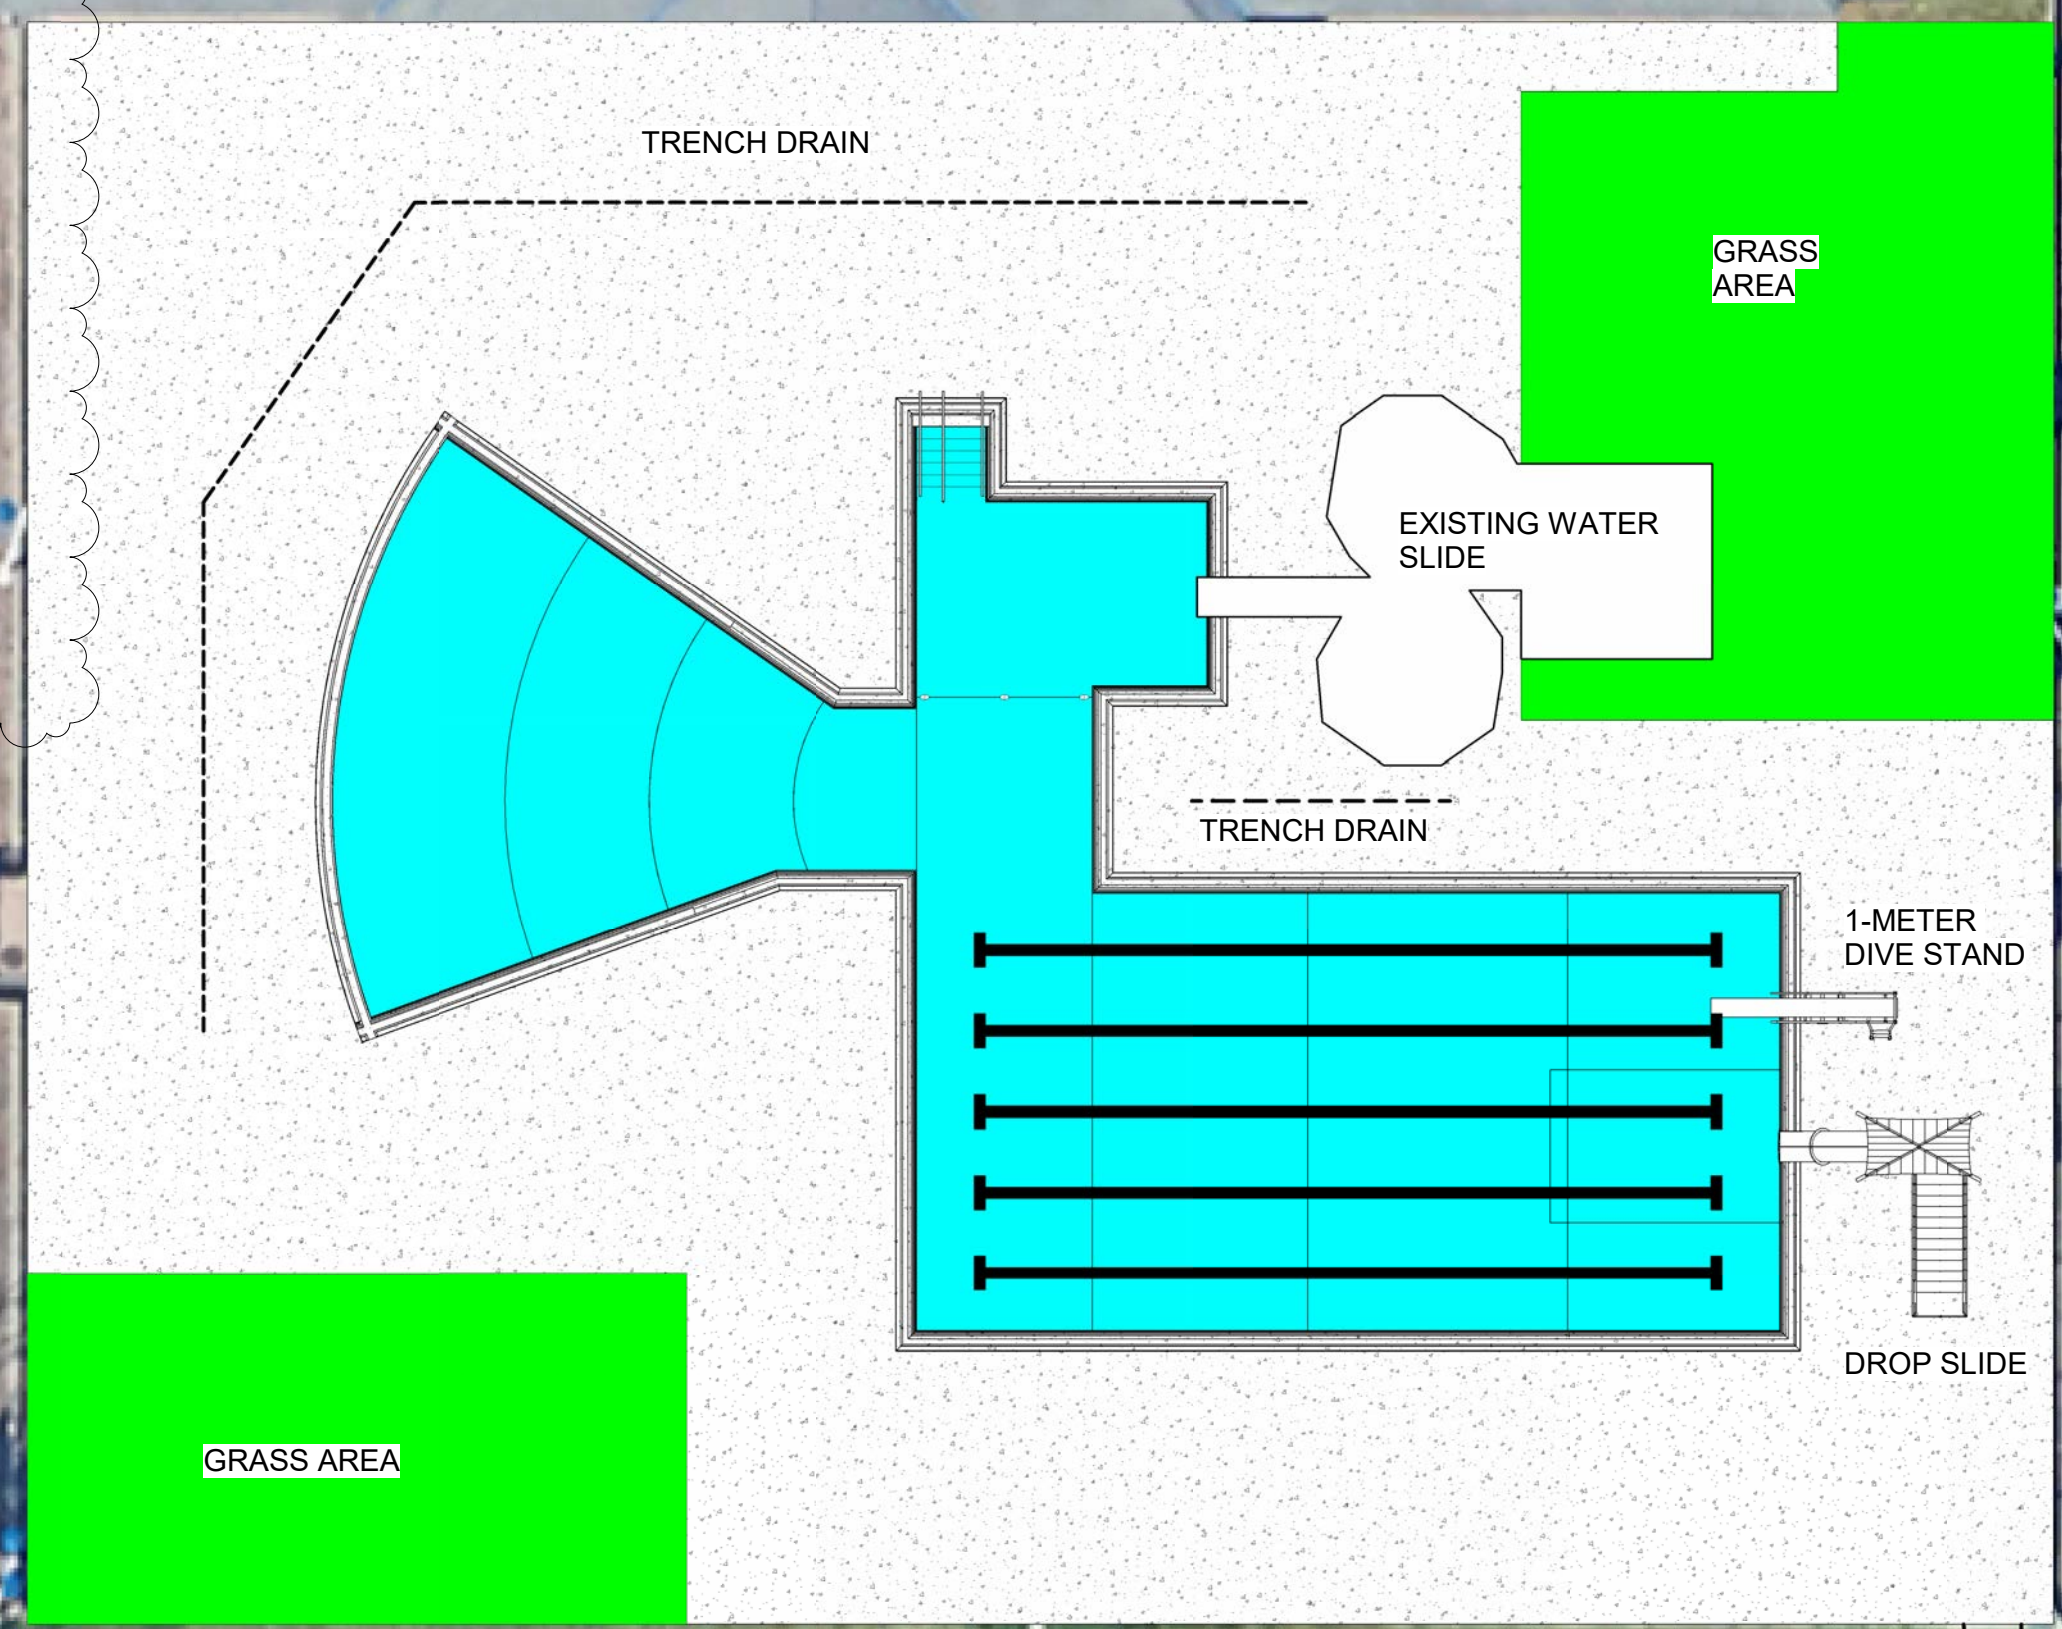 TRENCH DRAIN
GRASS
AREA
EXISTING WATER
SLIDE
TRENCH DRAIN
1-METER
DIVE STAND
DROP SLIDE
GRASS AREA